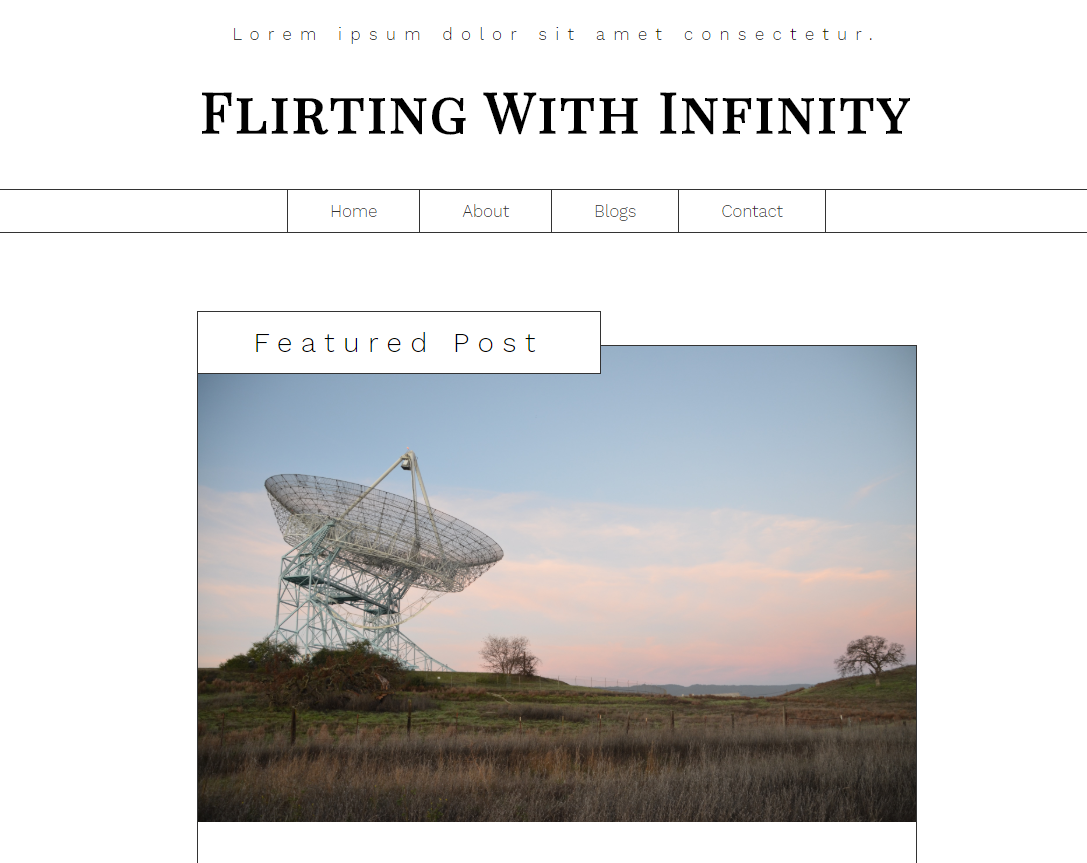 Lorem ipsum dolor sit amet consectetur.
Flirting With Infinity
Home About Blogs Contact
Featured Post